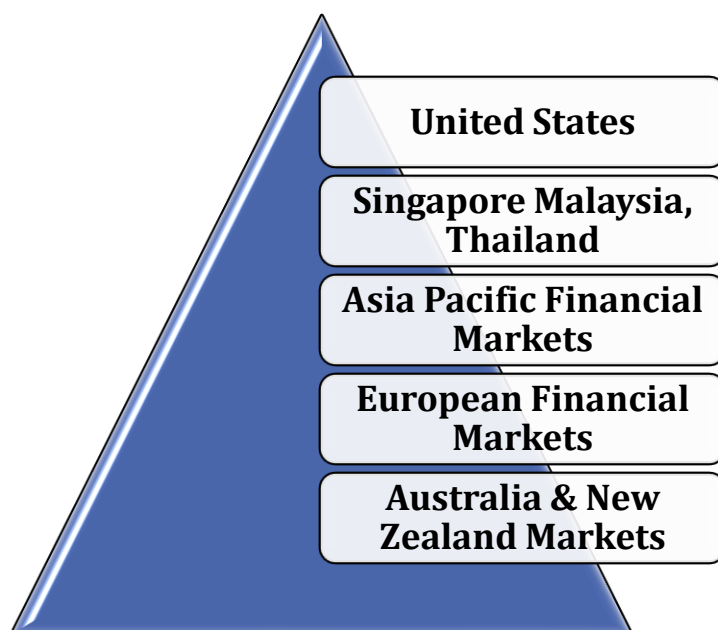 United States
Singapore Malaysia,
Thailand
Asia Pacific Financial
Markets
European Financial
Markets
Australia & New
Zealand Markets